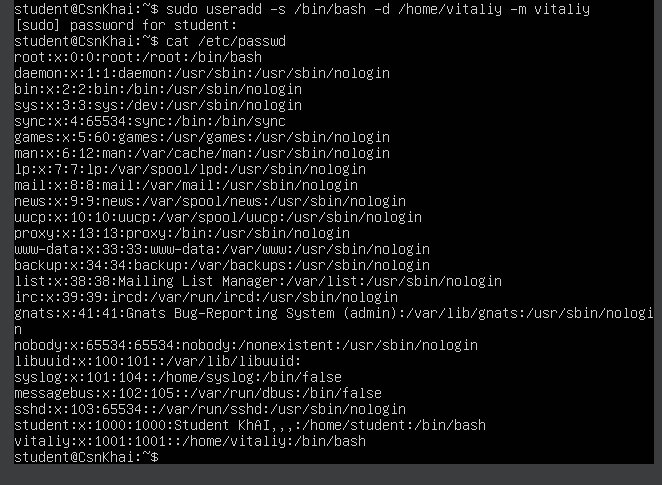 student@CsnKhai:~$ sudo useradd -s /bin/bash -d /home/vitaliy -m vitaliy
[sudo] password for student:
student@CsnKhai:~$ cat /etc/passwd
root:x:0:0:root:/root:/bin/bash
daemon:x:1:1:daemon:/usr/sbin:/usr/sbin/nologin
bin:x:2:2:bin:/bin:/usr/sbin/nologin
sys:x:3:3:sys:/dev:/usr/sbin/nologin
sync:x:4:65534:sync:/bin:/bin/sync
games:x:5:60:games:/usr/games:/usr/sbin/nologin
man:x:6:12:man:/var/cache/man:/usr/sbin/nologin
lp:x:7:7:lp:/var/spool/lpd:/usr/sbin/nologin
mail:x:8:8:mail:/var/mail:/usr/sbin/nologin
news:x:9:9:news:/var/spool/news:/usr/sbin/nologin
uucp:x:10:10:uucp:/var/spool/uucp:/usr/sbin/nologin
proxy:x:13:13:proxy:/bin:/usr/sbin/nologin
www-data:x:33:33:www-data:/var/www:/usr/sbin/nologin
backup:x:34:34:backup:/var/backups:/usr/sbin/nologin
list:x:38:38:Mailing List Manager:/var/list:/usr/sbin/nologin
irc:x:39:39:ircd:/var/run/ircd:/usr/sbin/nologin
gnats:x:41:41:Gnats Bug-Reporting System (admin):/var/lib/gnats:/usr/sbin/nologi
n
nobody:x:65534:65534:nobody:/nonexistent:/usr/sbin/nologin
libuuid:x:100:101::/var/lib/libuuid:
syslog:x:101:104::/home/syslog:/bin/false
messagebus:x:102:105::/var/run/dbus:/bin/false
sshd:x:103:65534::/var/run/sshd:/usr/sbin/nologin
student:x:1000:1000:Student KhAI,,,:/home/student:/bin/bash
vitaliy:x:1001:1001::/home/vitaliy:/bin/bash
student@CsnKhai:~$